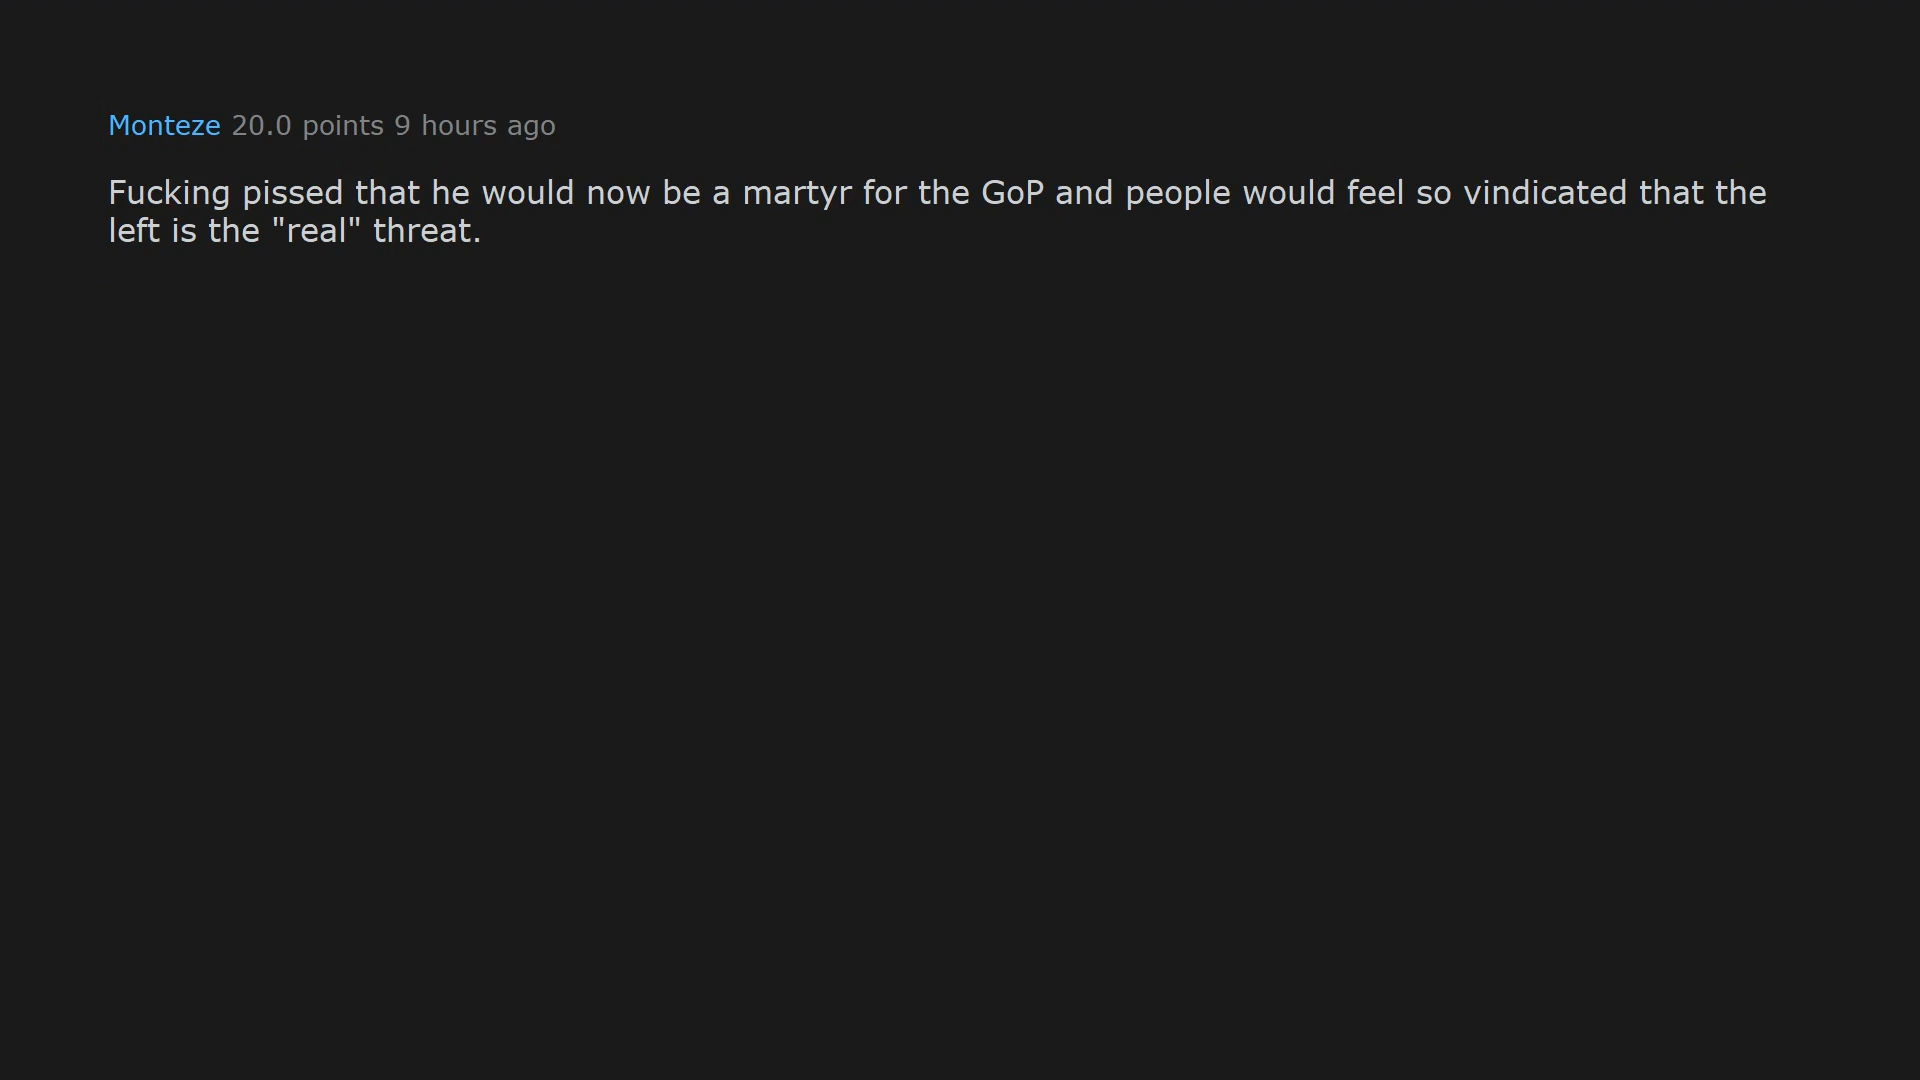 Monteze 20.0 points 9 hours ago
Fucking pissed that he would now be a martyr for the GoP and people would feel so vindicated that the
left is the "real" threat.